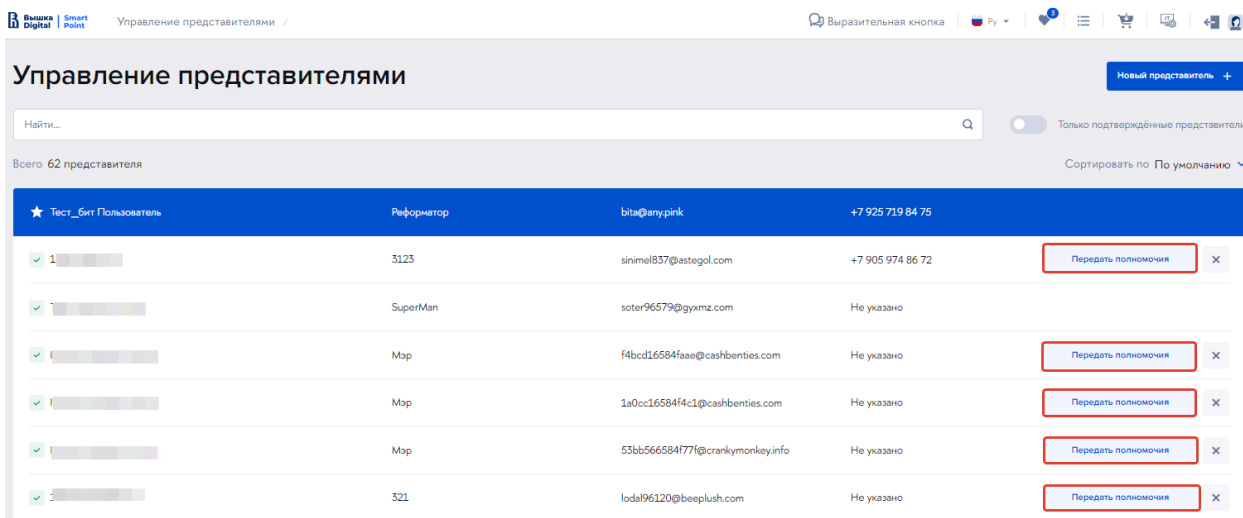 Вышка Digital | Smart Point Управление представителями / Выразительная кнопка Ру 3
Управление представителями
Новый представитель +
Найти...
Только подтверждённые представители
Всего 62 представителя
Сортировать по По умолчанию
Тест_бит Пользователь Реформатор bita@any.pink +7 925 719 84 75
3123 sinimel837@astegol.com +7 905 974 86 72 Передать полномочия
SuperMan soter96579@gyxmz.com Не указано
Мэр f4bcd16584faae@cashbenties.com Не указано Передать полномочия
Мэр 1a0cc16584f4c1@cashbenties.com Не указано Передать полномочия
Мэр 53bb566584f77f@crankymonkey.info Не указано Передать полномочия
321 lodal96120@beeplush.com Не указано Передать полномочия